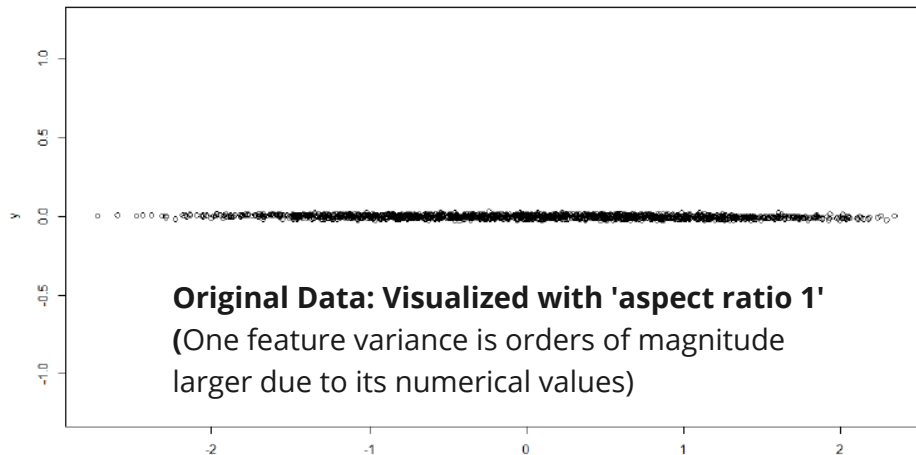 1.0
0.5
y
0.0
-0.5
-1.0
Original Data: Visualized with 'aspect ratio 1'
(One feature variance is orders of magnitude
larger due to its numerical values)
-2 -1 0 1 2